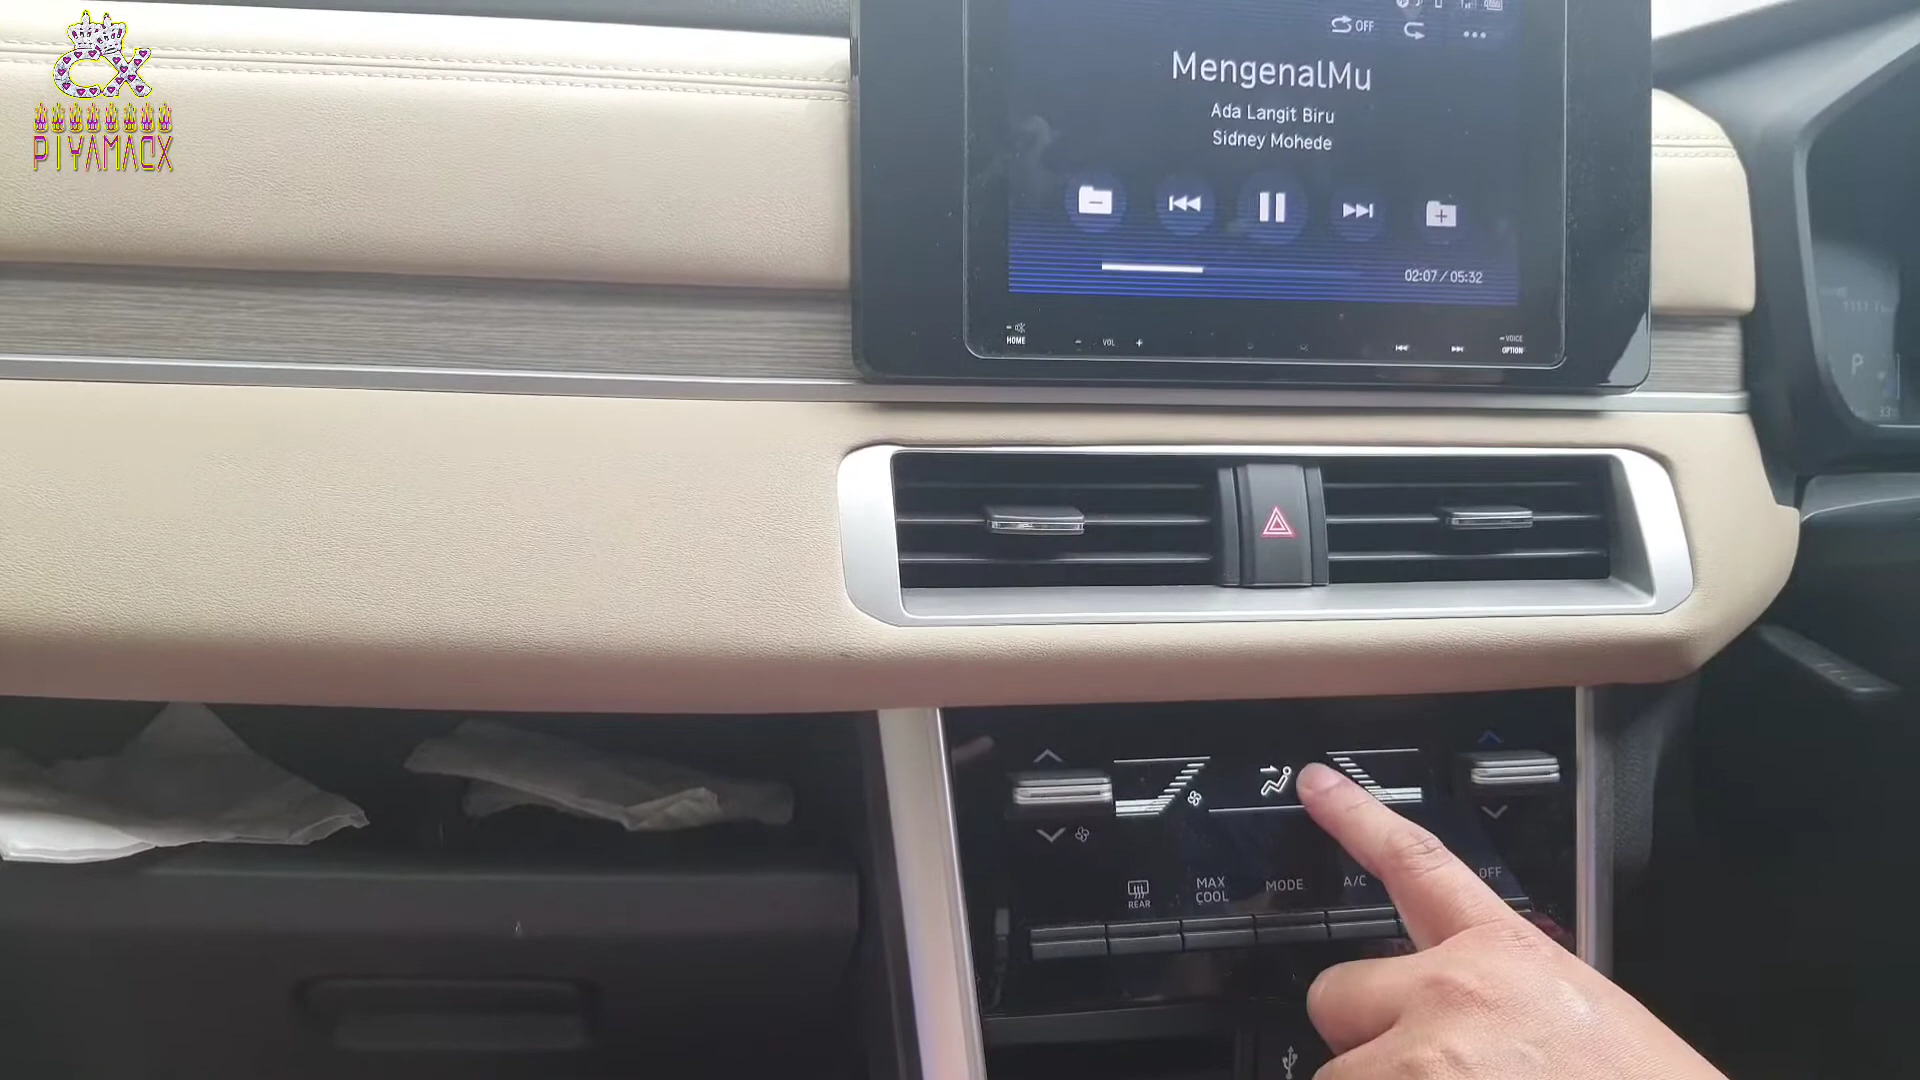 CX
PIYAMACX
OFF
MengenalMu
Ada Langit Biru
Sidney Mohede
02:07 / 05:32
HOME
VOL
VOICE
OPTION
P
REAR
MAX
COOL
MODE
A/C
OFF